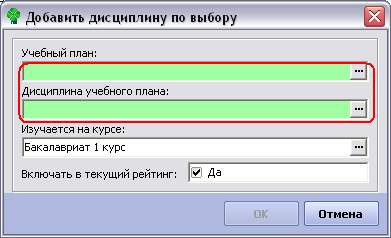 Добавить дисциплину по выбору
Учебный план:
Дисциплина учебного плана:
Изучается на курсе:
Бакалавриат 1 курс
Включать в текущий рейтинг: Да
OK Отмена